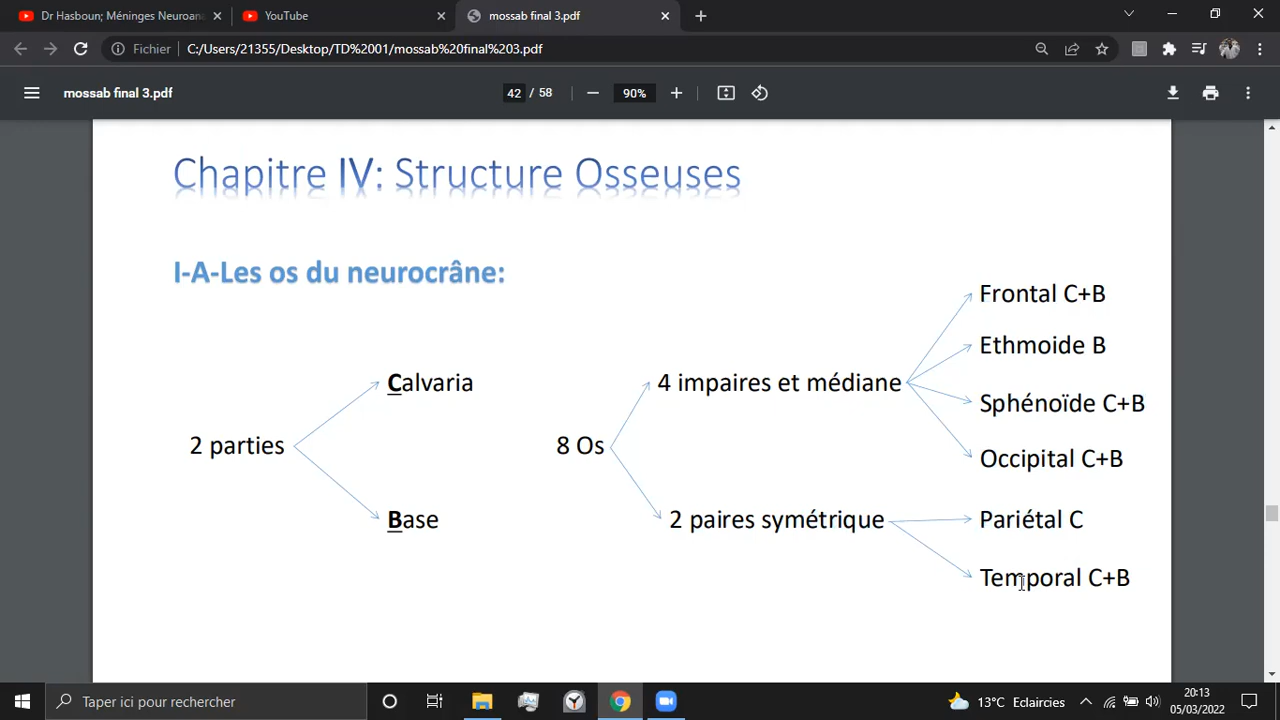 Dr Hasboun; Méninges Neuroana
YouTube
mossab final 3.pdf
Fichier
C:/Users/21355/Desktop/TD%2001/mossab%20final%203.pdf
mossab final 3.pdf
42 / 58
90%
Chapitre IV: Structure Osseuses
I-A-Les os du neurocrâne:
Frontal C+B
Ethmoide B
Calvaria
4 impaires et médiane
Sphénoïde C+B
2 parties
8 Os
Occipital C+B
Base
2 paires symétrique
Pariétal C
Temporal C+B
Taper ici pour rechercher
13°C Eclaircies
20:13
05/03/2022